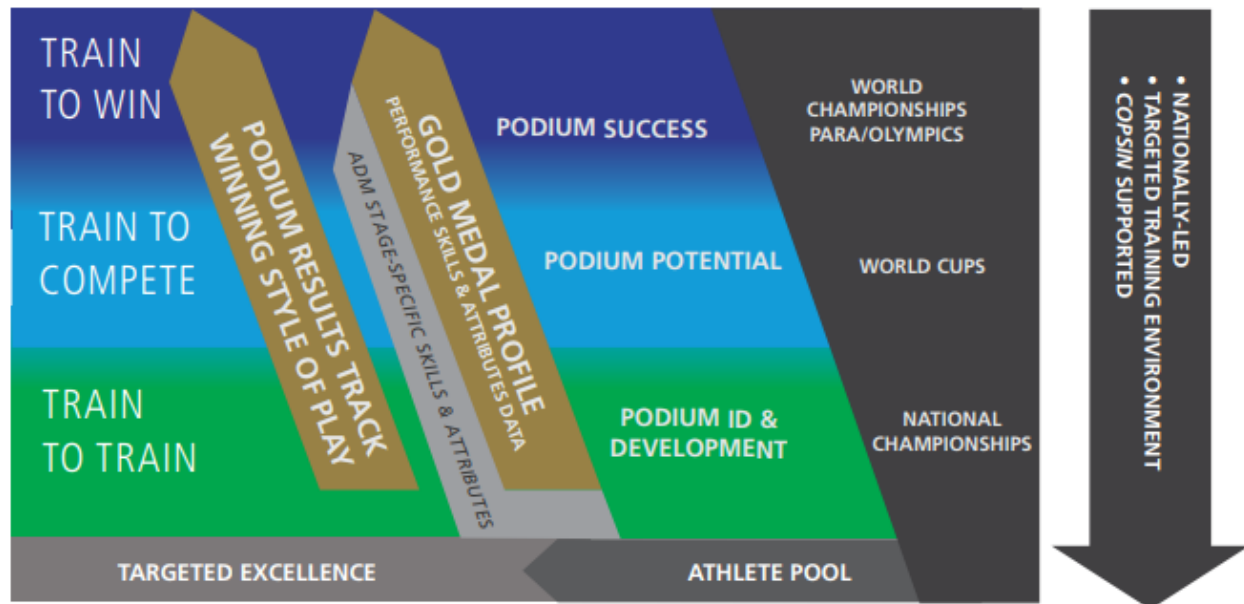 TRAIN
TO WIN
TRAIN TO
COMPETE
TRAIN
TO TRAIN
PODIUM RESULTS TRACK
WINNING STYLE OF PLAY
GOLD MEDAL PROFILE
PERFORMANCE SKILLS & ATTRIBUTES DATA
ADM STAGE-SPECIFIC SKILLS & ATTRIBUTES
PODIUM SUCCESS
PODIUM POTENTIAL
PODIUM ID &
DEVELOPMENT
WORLD
CHAMPIONSHIPS
PARA/OLYMPICS
WORLD CUPS
NATIONAL
CHAMPIONSHIPS
TARGETED EXCELLENCE
ATHLETE POOL
• NATIONALLY-LED
• TARGETED TRAINING ENVIRONMENT
• COPSIN SUPPORTED